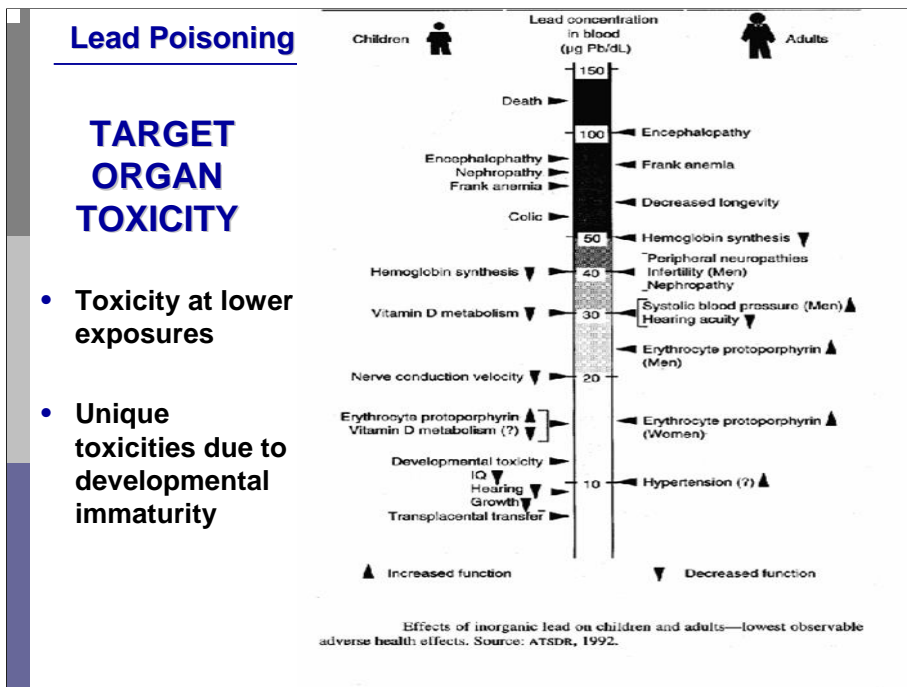 Lead Poisoning
TARGET
ORGAN
TOXICITY
• Toxicity at lower
exposures
• Unique
toxicities due to
developmental
immaturity
Children
Lead concentration
in blood
(µg Pb/dL)
Adults
150
Death
100
Encephalopathy
Encephalophathy
Nephropathy
Frank anemia
Frank anemia
Decreased longevity
Colic
50
Hemoglobin synthesis ▼
Peripheral neuropathies
Infertility (Men)
Nephropathy
Hemoglobin synthesis ▼
40
Systolic blood pressure (Men) ▲
Hearing acuity ▼
Vitamin D metabolism ▼
30
Erythrocyte protoporphyrin ▲
(Men)
Nerve conduction velocity ▼
20
Erythrocyte protoporphyrin ▲
Vitamin D metabolism (?) ▼
Erythrocyte protoporphyrin ▲
(Women)
Developmental toxicity
IQ ▼
Hearing ▼
Growth ▼
Transplacental transfer
10
Hypertension (?) ▲
▲ Increased function
▼ Decreased function
Effects of inorganic lead on children and adults—lowest observable
adverse health effects. Source: ATSDR, 1992.